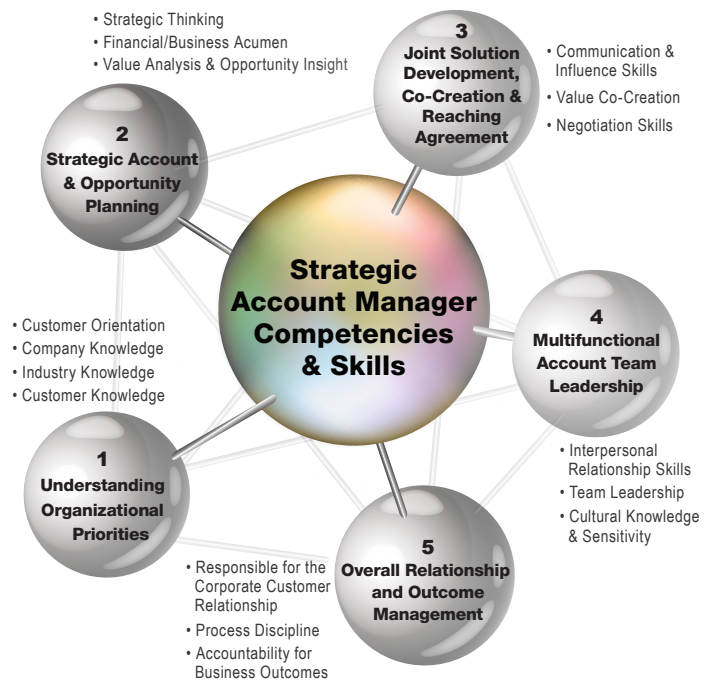 • Strategic Thinking
• Financial/Business Acumen
• Value Analysis & Opportunity Insight
3
Joint Solution
Development,
Co-Creation &
Reaching
Agreement
• Communication &
Influence Skills
• Value Co-Creation
• Negotiation Skills
2
Strategic Account
& Opportunity
Planning
Strategic
Account Manager
Competencies
& Skills
• Customer Orientation
• Company Knowledge
• Industry Knowledge
• Customer Knowledge
4
Multifunctional
Account Team
Leadership
1
Understanding
Organizational
Priorities
• Interpersonal
Relationship Skills
• Team Leadership
• Cultural Knowledge
& Sensitivity
5
Overall Relationship
and Outcome
Management
• Responsible for the
Corporate Customer
Relationship
• Process Discipline
• Accountability for
Business Outcomes